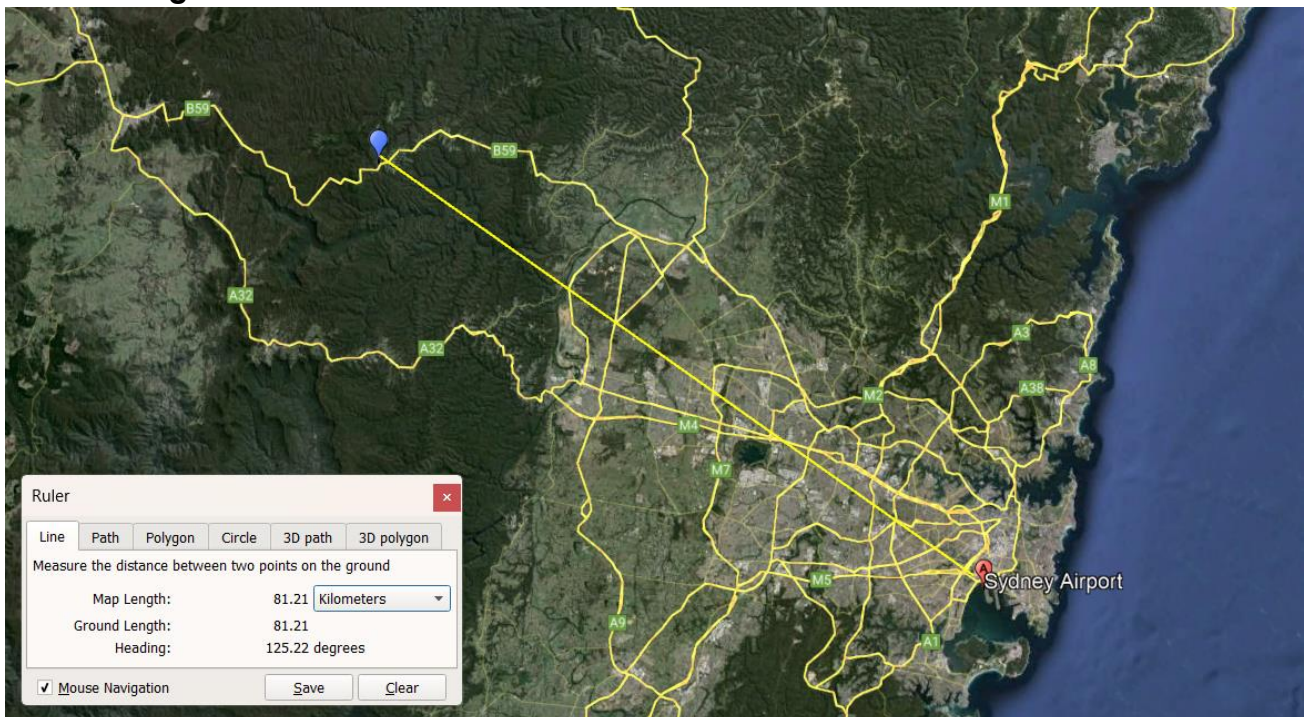 B59
B59
M1
A32
A32
A3
A8
A38
M2
M4
M7
A
Sydney Airport
M5
A9
A1
Ruler
Line Path Polygon Circle 3D path 3D polygon
Measure the distance between two points on the ground
Map Length: 81.21 Kilometers
Ground Length: 81.21
Heading: 125.22 degrees
Mouse Navigation Save Clear